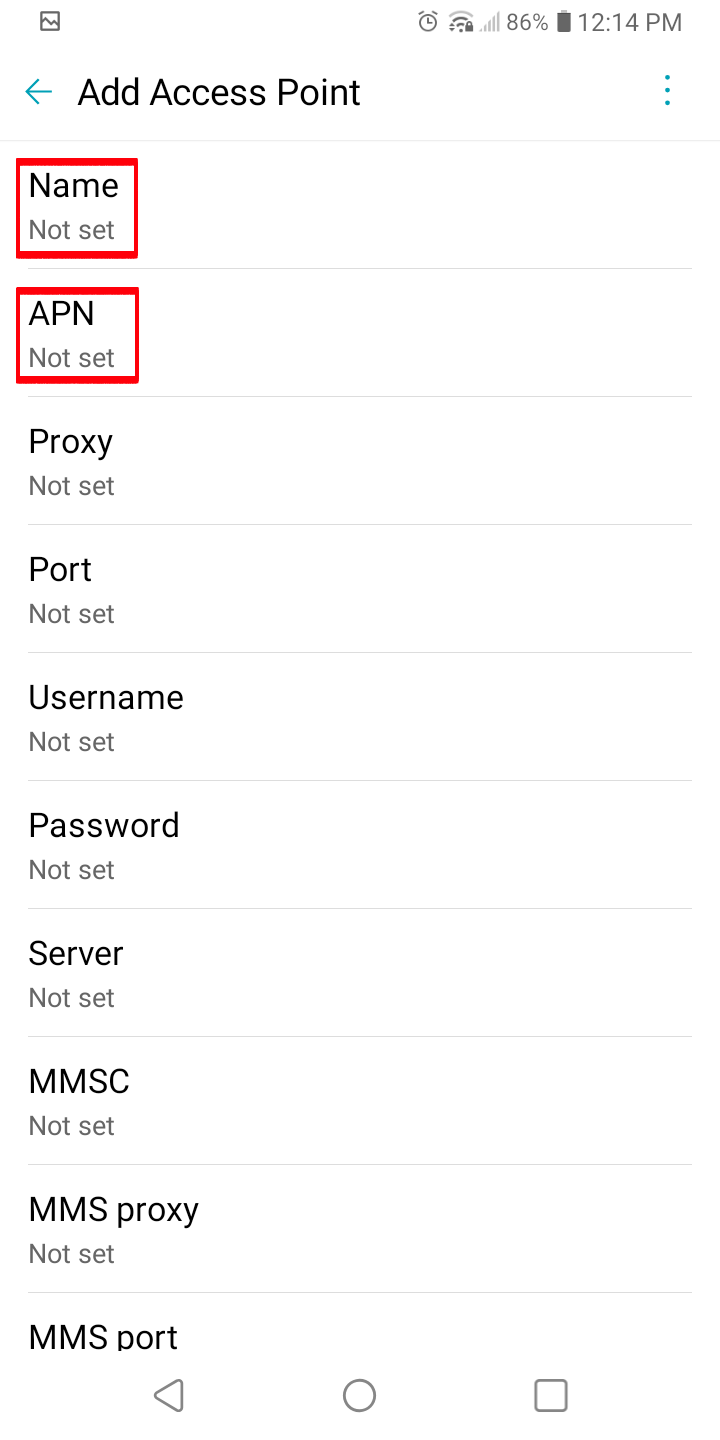 86% 12:14 PM
Add Access Point
Name
Not set
APN
Not set
Proxy
Not set
Port
Not set
Username
Not set
Password
Not set
Server
Not set
MMSC
Not set
MMS proxy
Not set
MMS port